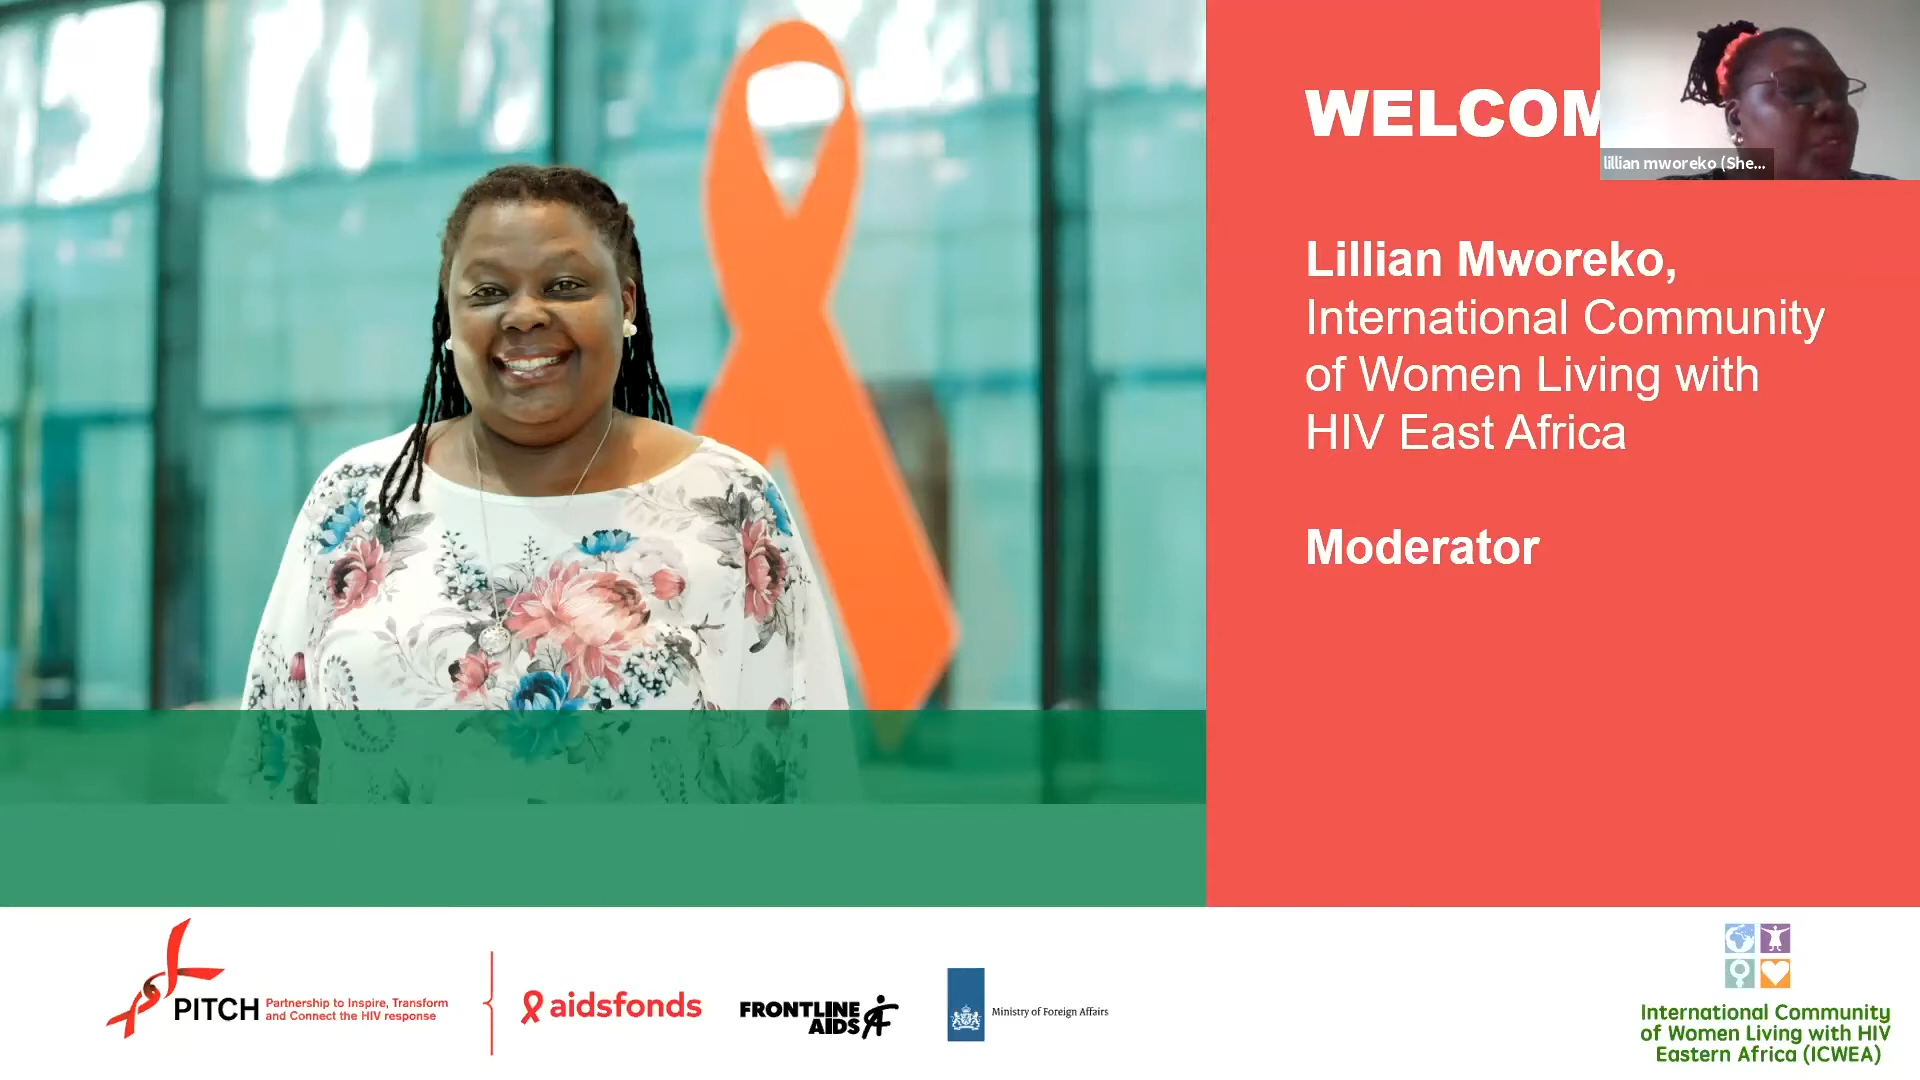 WELCOM
lillian mworeko (She...
Lillian Mworeko,
International Community
of Women Living with
HIV East Africa
Moderator
PITCH
Partnership to Inspire, Transform
and Connect the HIV response
aidsfonds
FRONTLINE
AIDS
Ministry of Foreign Affairs
International Community
of Women Living with HIV
Eastern Africa (ICWEA)